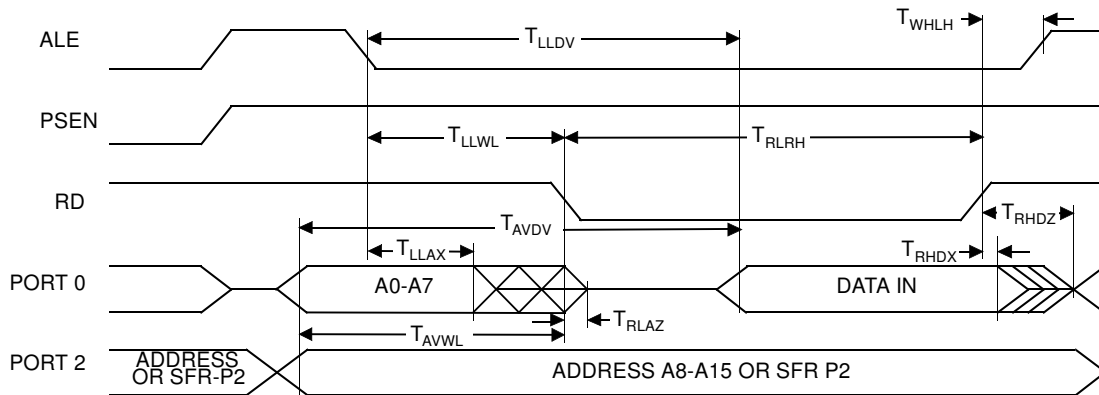 T_WHLH
ALE
T_LLDV
PSEN
T_LLWL
T_RLRH
RD
T_AVDV
T_RHDZ
T_LLAX
T_RHDX
PORT 0
A0-A7
DATA IN
T_RLAZ
T_AVWL
PORT 2
ADDRESS
OR SFR-P2
ADDRESS A8-A15 OR SFR P2